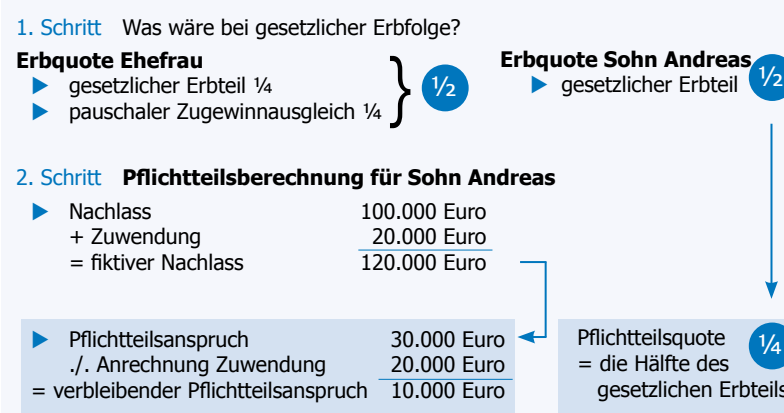 1. Schritt Was wäre bei gesetzlicher Erbfolge?
Erbquote Ehefrau
gesetzlicher Erbteil ¼
pauschaler Zugewinnausgleich ¼
½
Erbquote Sohn Andreas
gesetzlicher Erbteil
½
2. Schritt Pflichtteilsberechnung für Sohn Andreas
Nachlass 100.000 Euro
+ Zuwendung 20.000 Euro
= fiktiver Nachlass 120.000 Euro
Pflichtteilsanspruch 30.000 Euro
./. Anrechnung Zuwendung 20.000 Euro
= verbleibender Pflichtteilsanspruch 10.000 Euro
Pflichtteilsquote ¼
= die Hälfte des
gesetzlichen Erbteils